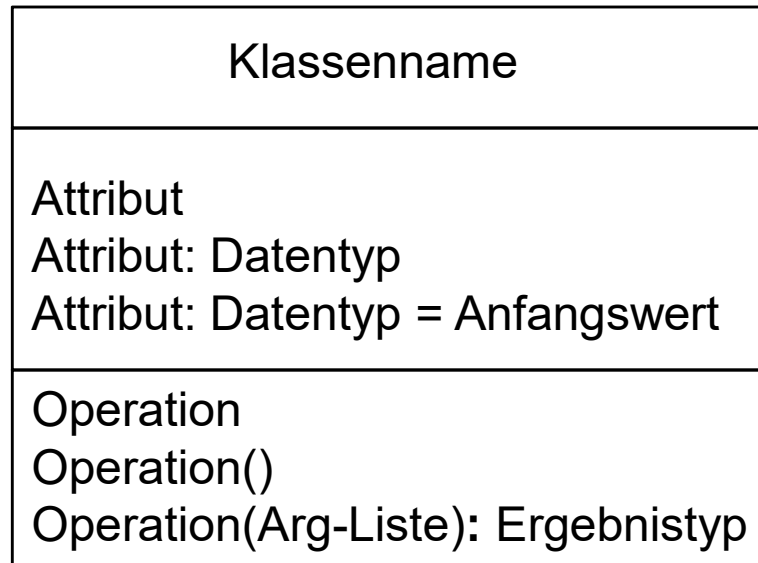 Klassenname
Attribut
Attribut: Datentyp
Attribut: Datentyp = Anfangswert
Operation
Operation()
Operation(Arg-Liste): Ergebnistyp